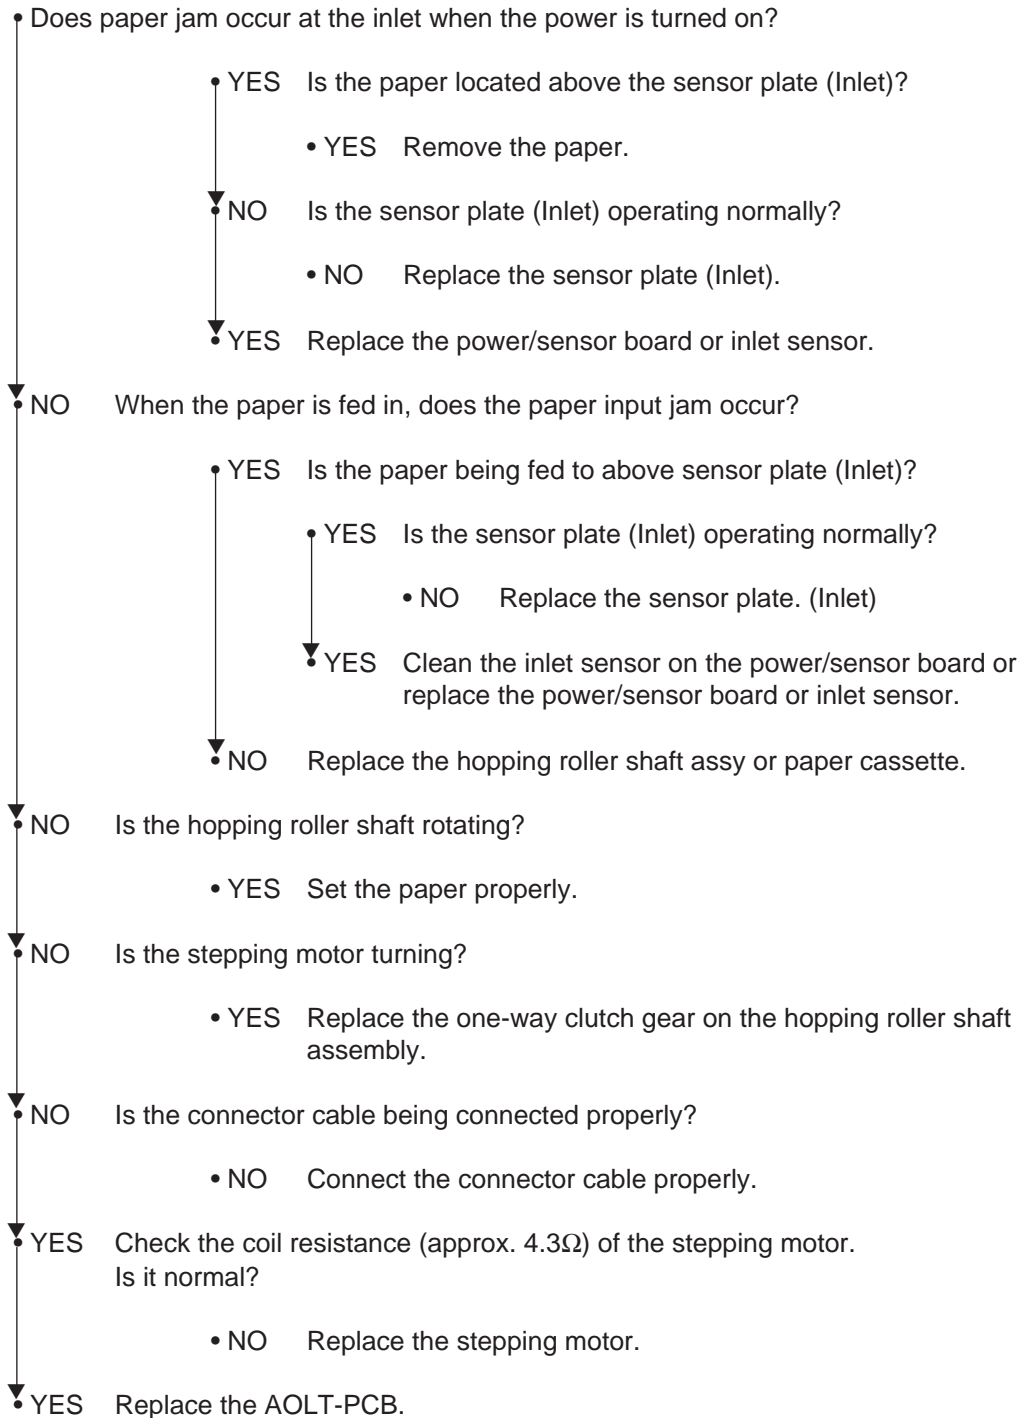 • Does paper jam occur at the inlet when the power is turned on?
• YES Is the paper located above the sensor plate (Inlet)?
• YES Remove the paper.
• NO Is the sensor plate (Inlet) operating normally?
• NO Replace the sensor plate (Inlet).
• YES Replace the power/sensor board or inlet sensor.
• NO When the paper is fed in, does the paper input jam occur?
• YES Is the paper being fed to above sensor plate (Inlet)?
• YES Is the sensor plate (Inlet) operating normally?
• NO Replace the sensor plate. (Inlet)
• YES Clean the inlet sensor on the power/sensor board or
replace the power/sensor board or inlet sensor.
• NO Replace the hopping roller shaft assy or paper cassette.
• NO Is the hopping roller shaft rotating?
• YES Set the paper properly.
• NO Is the stepping motor turning?
• YES Replace the one-way clutch gear on the hopping roller shaft
assembly.
• NO Is the connector cable being connected properly?
• NO Connect the connector cable properly.
• YES Check the coil resistance (approx. 4.3Ω) of the stepping motor.
Is it normal?
• NO Replace the stepping motor.
• YES Replace the AOLT-PCB.